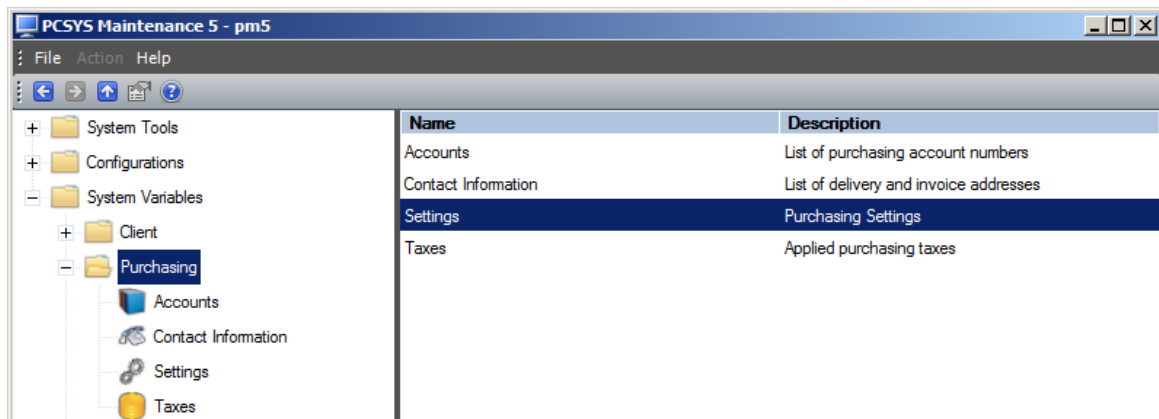 PCSYS Maintenance 5 - pm5
File Action Help
System Tools
Configurations
System Variables
Client
Purchasing
Accounts
Contact Information
Settings
Taxes
Name Description
Accounts List of purchasing account numbers
Contact Information List of delivery and invoice addresses
Settings Purchasing Settings
Taxes Applied purchasing taxes